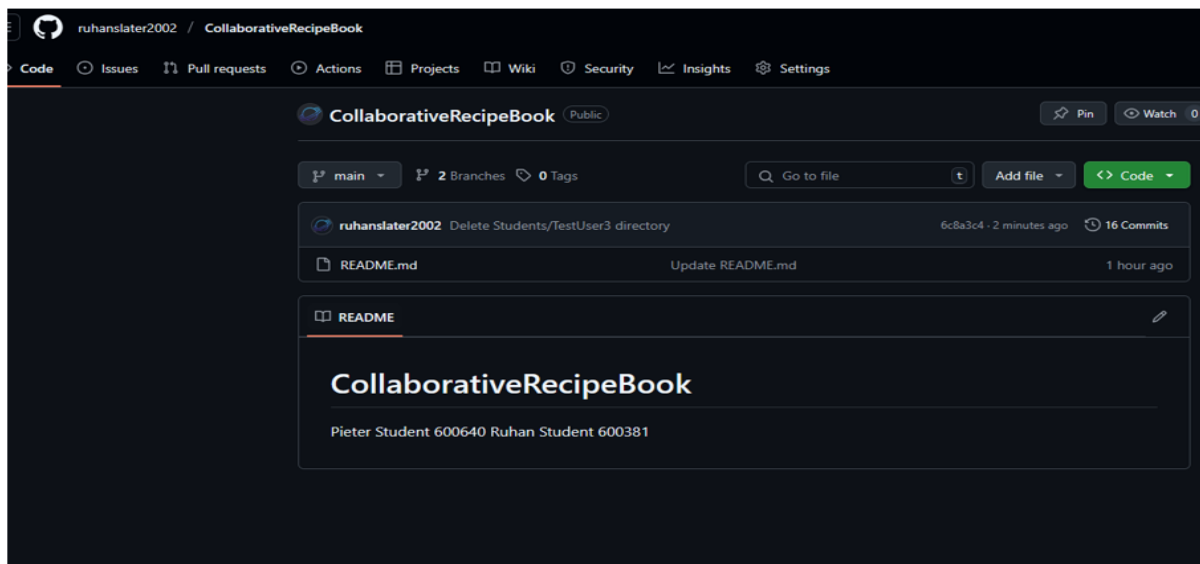 ruhanslater2002 / CollaborativeRecipeBook
Code Issues Pull requests Actions Projects Wiki Security Insights Settings
CollaborativeRecipeBook Public Pin Watch 0
main 2 Branches 0 Tags Go to file t Add file <> Code
ruhanslater2002 Delete Students/TestUser3 directory 6c8a3c4 · 2 minutes ago 16 Commits
README.md Update README.md 1 hour ago
README
CollaborativeRecipeBook
Pieter Student 600640 Ruhan Student 600381